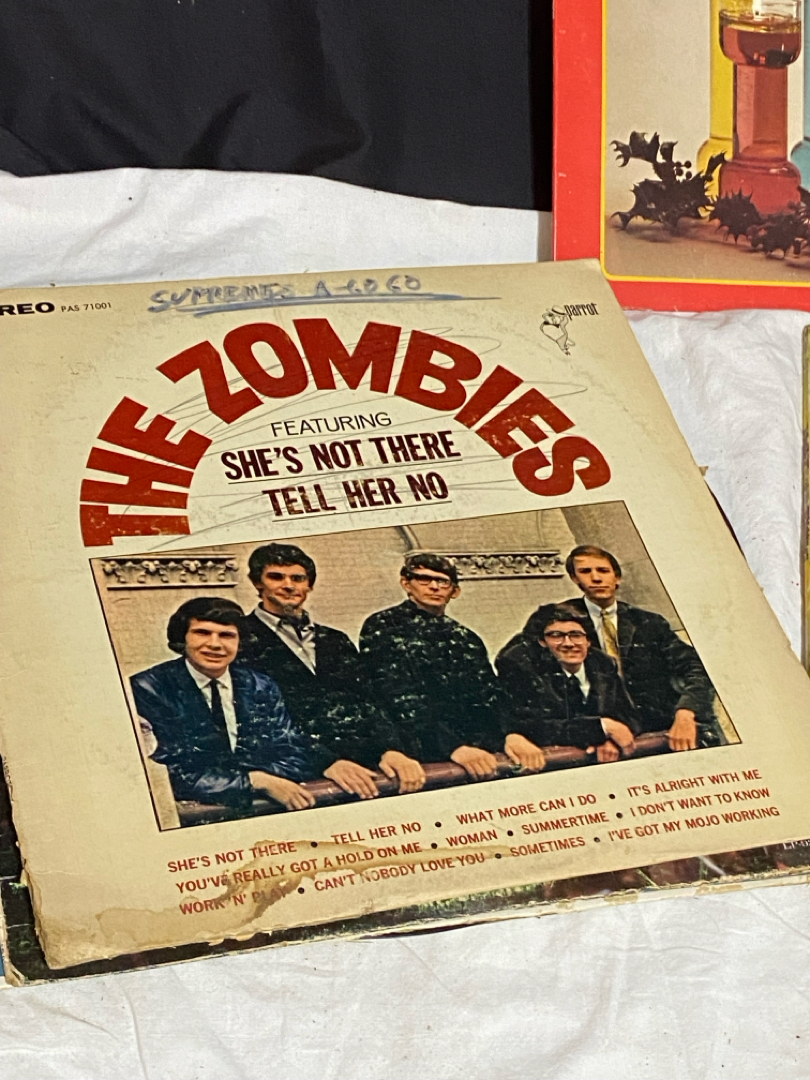 REO PAS 71001
SUPREMES A GO GO
parrot
THE ZOMBIES
FEATURING
SHE'S NOT THERE
TELL HER NO
SHE'S NOT THERE • TELL HER NO • WHAT MORE CAN I DO • IT'S ALRIGHT WITH ME
YOU'VE REALLY GOT A HOLD ON ME • WOMAN • SUMMERTIME • I DON'T WANT TO KNOW
WORK 'N' PLAY • CAN'T NOBODY LOVE YOU • SOMETIMES • I'VE GOT MY MOJO WORKING